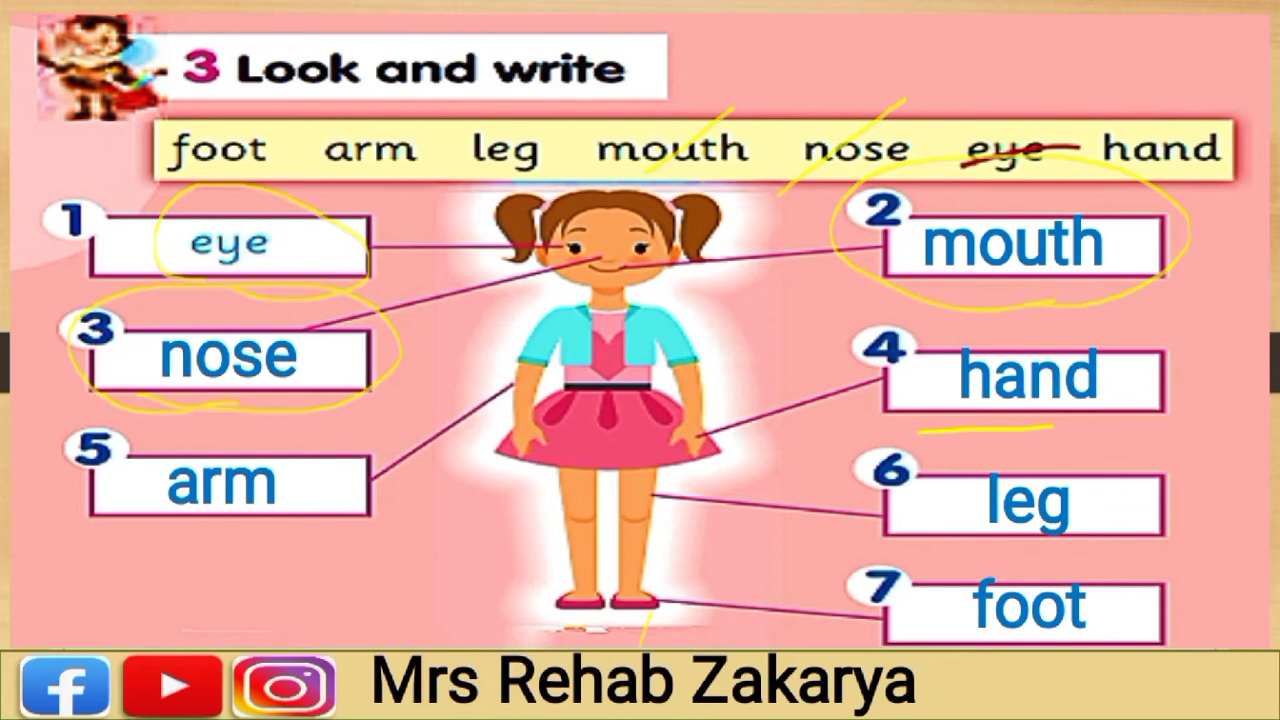 3 Look and write
foot arm leg mouth nose eye hand
1 eye
2 mouth
3 nose
4 hand
5 arm
6 leg
7 foot
Mrs Rehab Zakarya